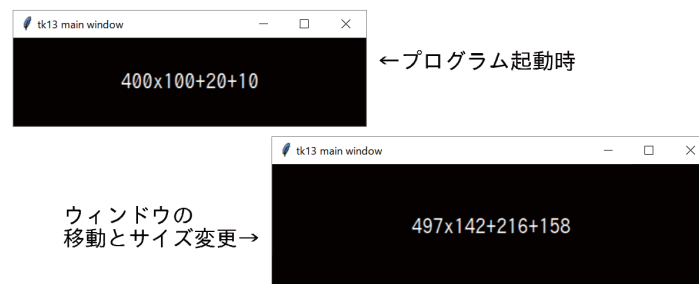 tk13 main window
400x100+20+10
←プログラム起動時
tk13 main window
497x142+216+158
ウィンドウの
移動とサイズ変更→